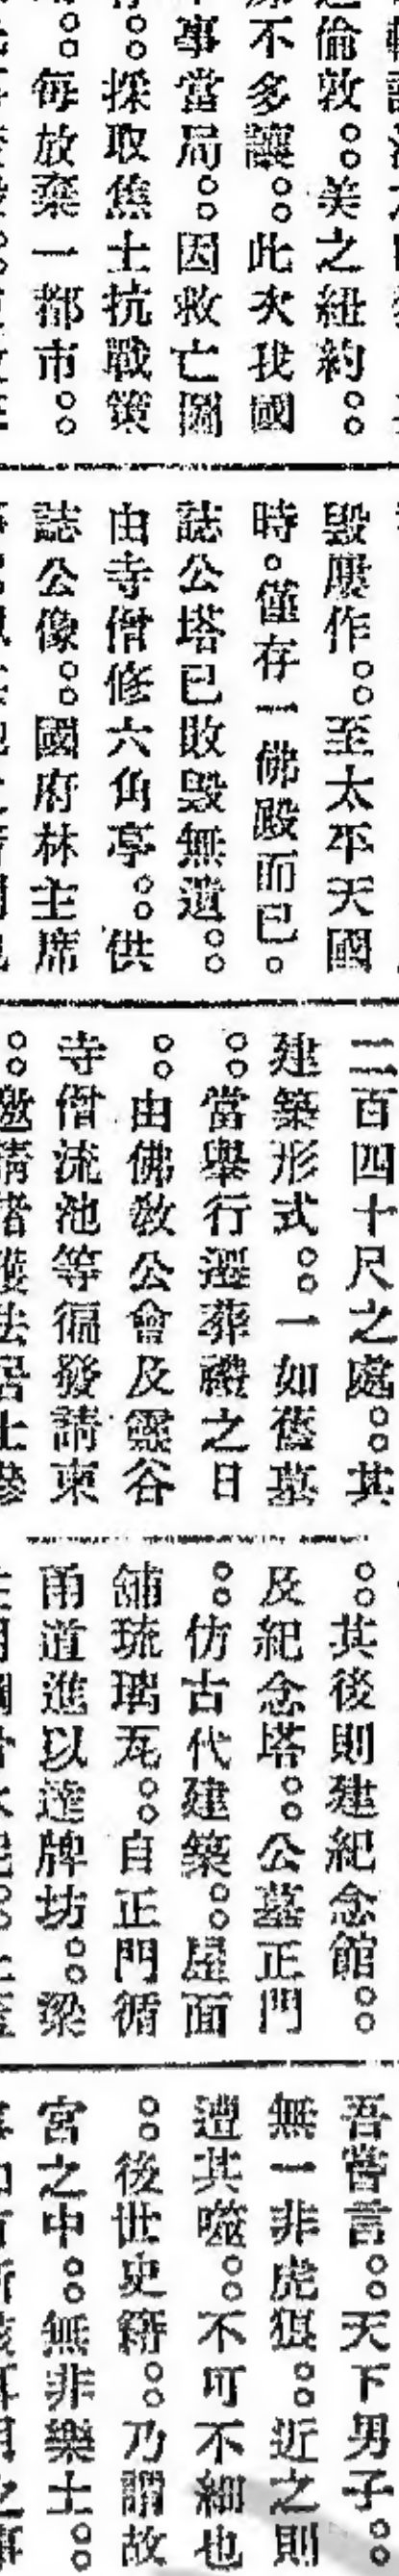 倫敦。。美之紐約。。
不多讓。。此次我國
事當局。。因救亡圖
。。採取焦土抗戰策
。。每放棄一都市。。
毀屢作。。至太平天國
時。僅存一佛殿而已。
誌公塔已敗毀無遺。。
由寺僧修六角亭。。供
誌公像。。國府林主席
二百四十尺之處。。其
建築形式。。一如舊墓
。。當舉行遷葬禮之日
。。由佛教公會及靈谷
寺僧流池等徧發請柬
。。邀請諸護法居士參
。。其後則建紀念館。。
及紀念塔。。公墓正門
。。仿古代建築。。屋面
舖琉璃瓦。。自正門循
甬道進以達牌坊。。梁
吾嘗言。。天下男子。。
無一非虎狼。。近之則
遭其噬。。不可不細也
。。後世史籍。。乃謂故
宮之中。。無非樂土。。